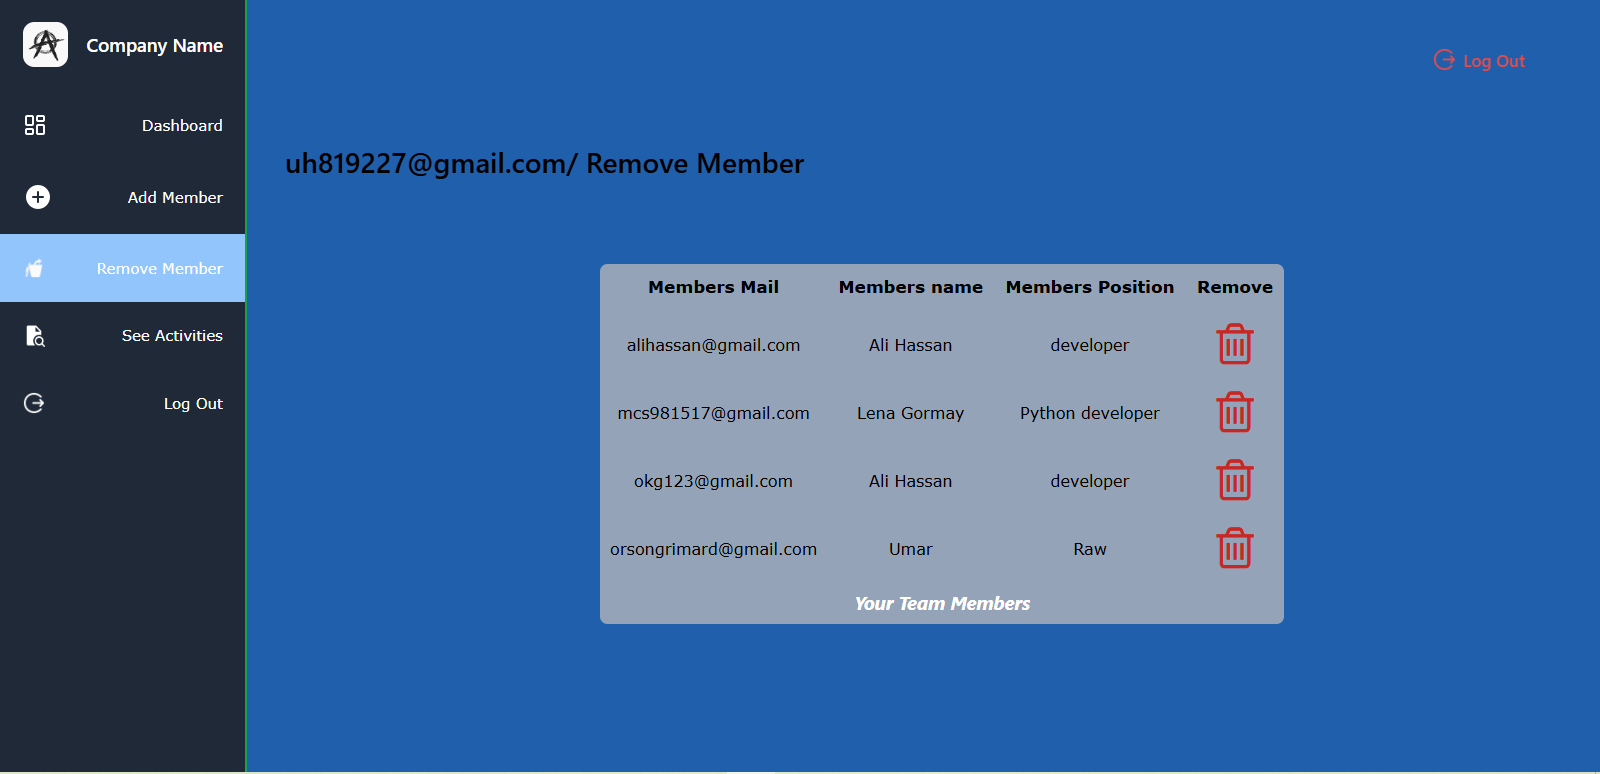 Company Name
Dashboard
Add Member
Remove Member
See Activities
Log Out
Log Out
uh819227@gmail.com/ Remove Member
Members Mail Members name Members Position Remove
alihassan@gmail.com Ali Hassan developer
mcs981517@gmail.com Lena Gormay Python developer
okg123@gmail.com Ali Hassan developer
orsongrimard@gmail.com Umar Raw
Your Team Members